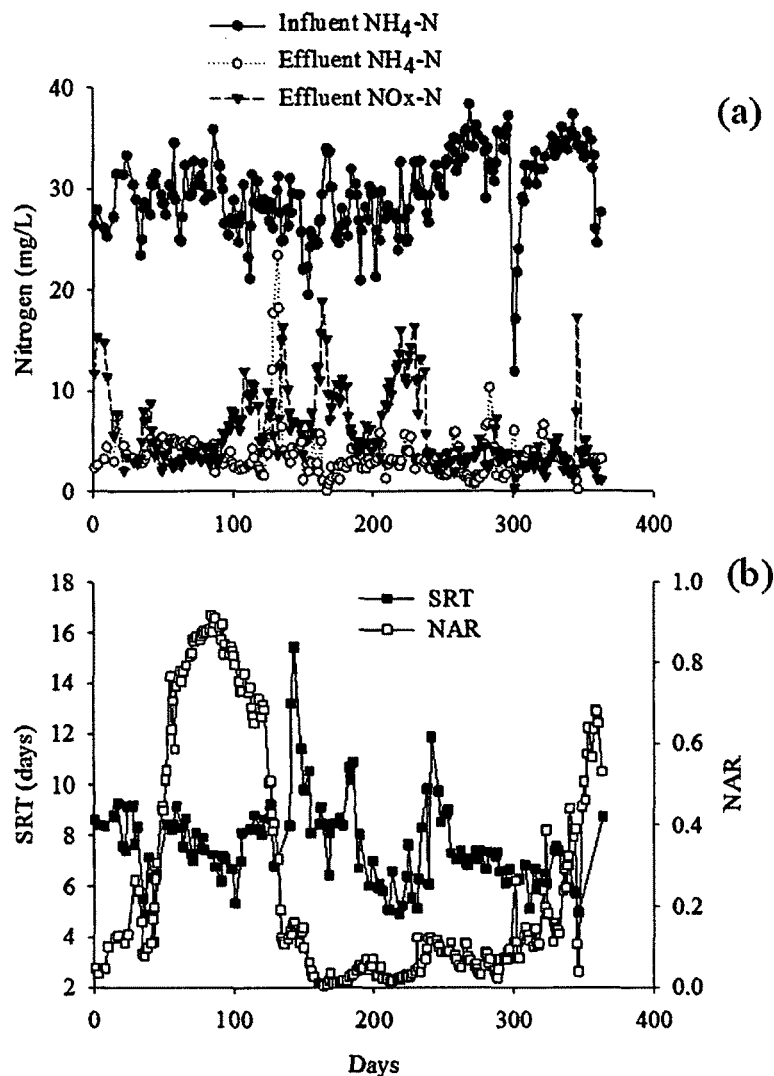 Influent NH4-N
Effluent NH4-N
Effluent NOx-N
(a)
40
30
20
10
0
Nitrogen (mg/L)
0
100
200
300
400
(b)
18
16
14
12
10
8
6
4
2
SRT (days)
SRT
NAR
1.0
0.8
0.6
0.4
0.2
0.0
NAR
0
100
200
300
400
Days